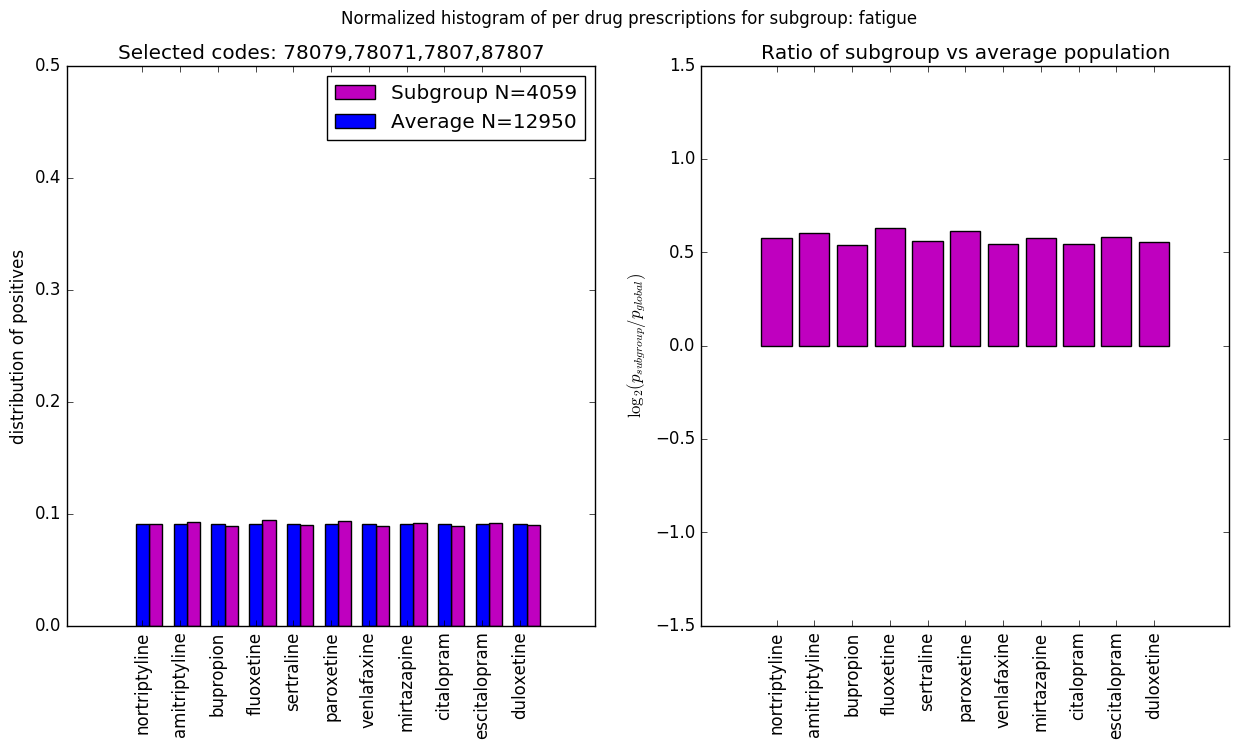 Normalized histogram of per drug prescriptions for subgroup: fatigue
Selected codes: 78079,78071,7807,87807
0.5
0.4
0.3
0.2
0.1
0.0
distribution of positives
Subgroup N=4059
Average N=12950
nortriptyline
amitriptyline
bupropion
fluoxetine
sertraline
paroxetine
venlafaxine
mirtazapine
citalopram
escitalopram
duloxetine
Ratio of subgroup vs average population
1.5
1.0
0.5
0.0
−0.5
−1.0
−1.5
log2(psubgroup/pglobal)
nortriptyline
amitriptyline
bupropion
fluoxetine
sertraline
paroxetine
venlafaxine
mirtazapine
citalopram
escitalopram
duloxetine